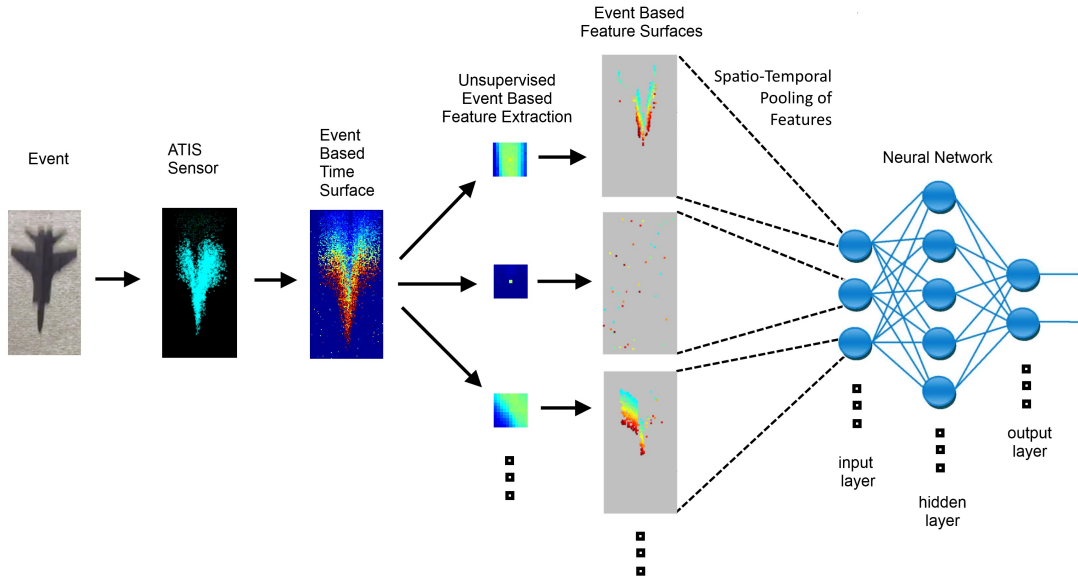 Event
ATIS
Sensor
Event
Based
Time
Surface
Unsupervised
Event Based
Feature Extraction
Event Based
Feature Surfaces
Spatio-Temporal
Pooling of
Features
Neural Network
input
layer
hidden
layer
output
layer